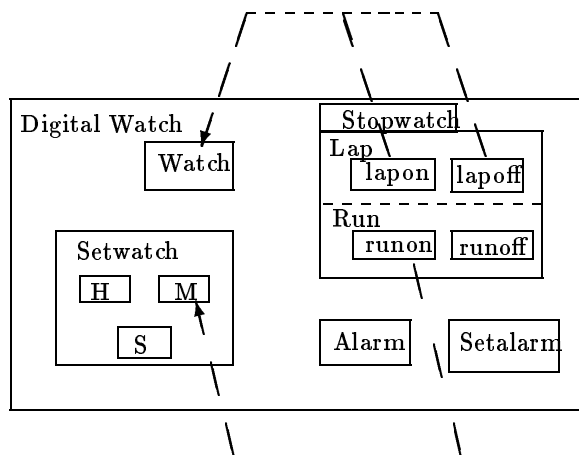 Digital Watch
Stopwatch
Watch
Lap
lapon
lapoff
Run
runon
runoff
Setwatch
H
M
S
Alarm
Setalarm